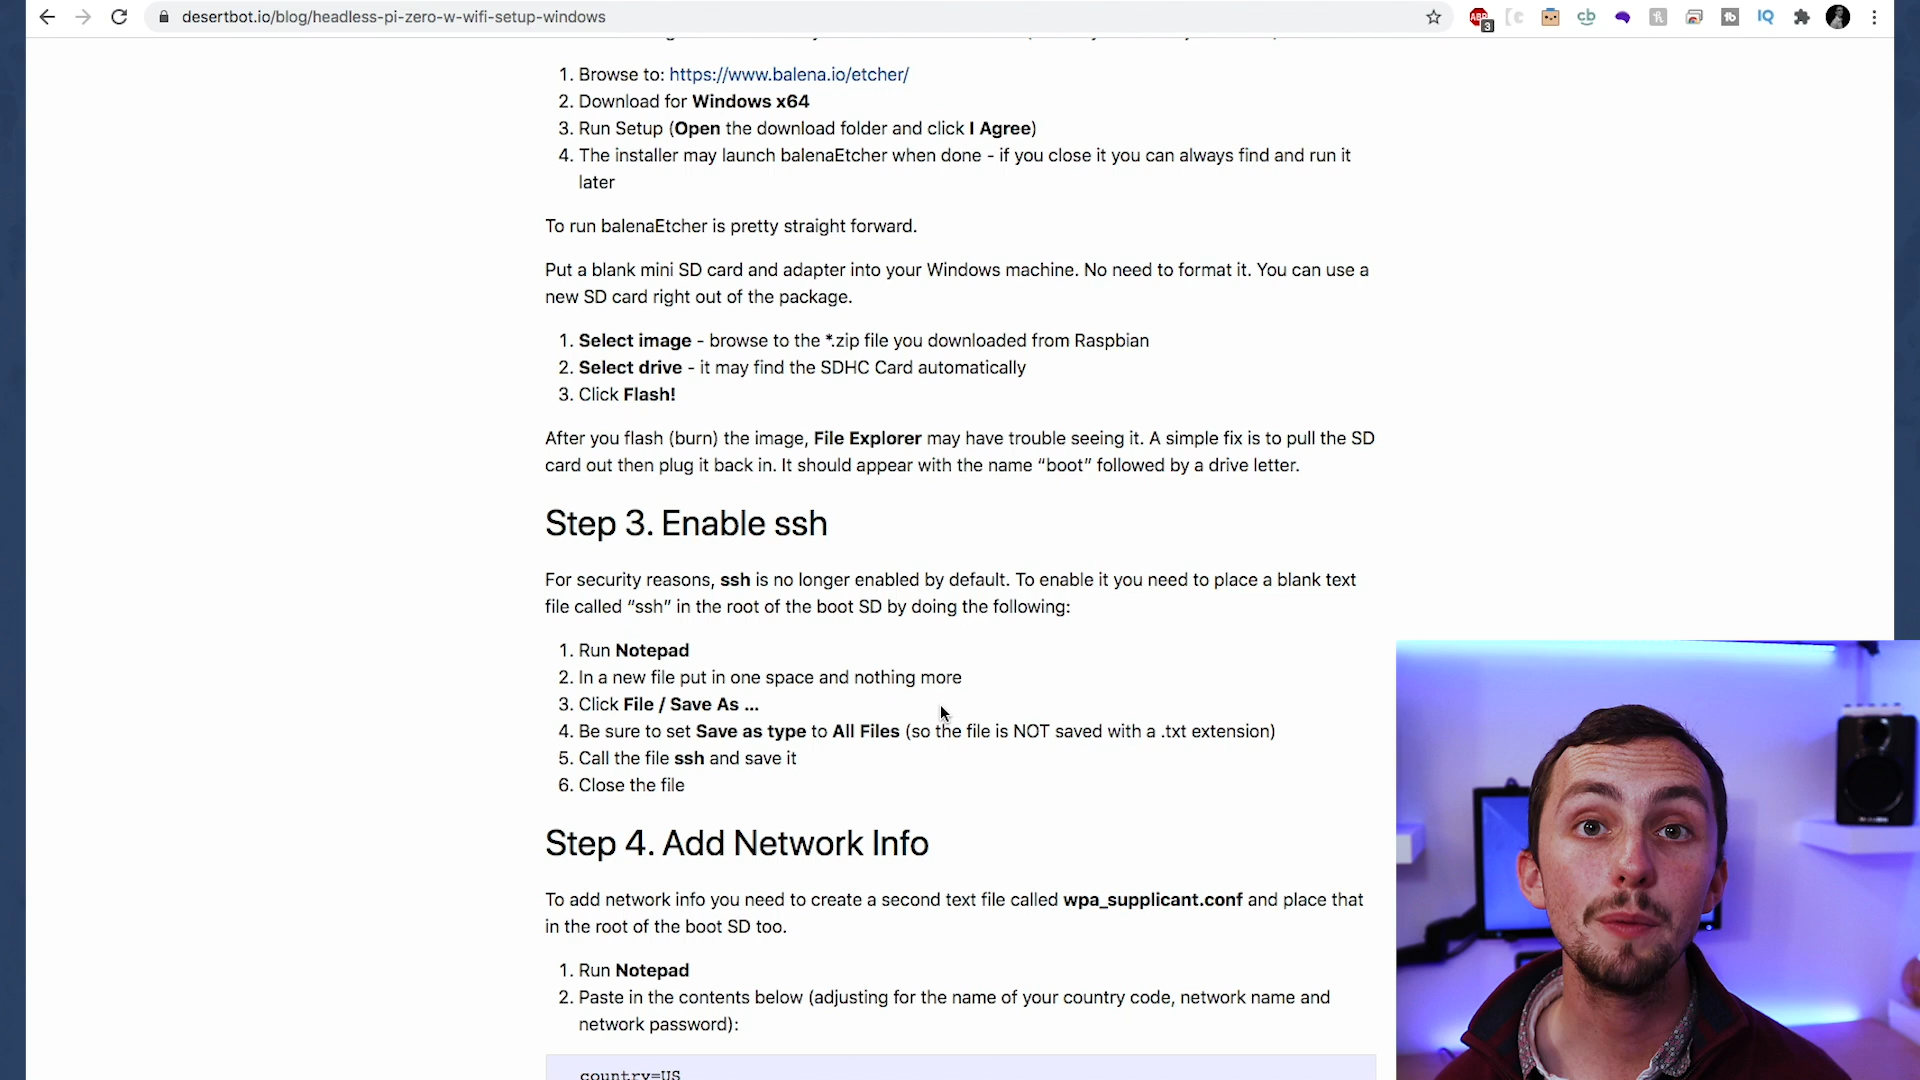 desertbot.io/blog/headless-pi-zero-w-wifi-setup-windows
ABP
3
cb
tb
IQ
1. Browse to: https://www.balena.io/etcher/
2. Download for Windows x64
3. Run Setup (Open the download folder and click I Agree)
4. The installer may launch balenaEtcher when done - if you close it you can always find and run it
later
To run balenaEtcher is pretty straight forward.
Put a blank mini SD card and adapter into your Windows machine. No need to format it. You can use a
new SD card right out of the package.
1. Select image - browse to the *.zip file you downloaded from Raspbian
2. Select drive - it may find the SDHC Card automatically
3. Click Flash!
After you flash (burn) the image, File Explorer may have trouble seeing it. A simple fix is to pull the SD
card out then plug it back in. It should appear with the name “boot” followed by a drive letter.
Step 3. Enable ssh
For security reasons, ssh is no longer enabled by default. To enable it you need to place a blank text
file called “ssh” in the root of the boot SD by doing the following:
1. Run Notepad
2. In a new file put in one space and nothing more
3. Click File / Save As ...
4. Be sure to set Save as type to All Files (so the file is NOT saved with a .txt extension)
5. Call the file ssh and save it
6. Close the file
Step 4. Add Network Info
To add network info you need to create a second text file called wpa_supplicant.conf and place that
in the root of the boot SD too.
1. Run Notepad
2. Paste in the contents below (adjusting for the name of your country code, network name and
network password):
country=US